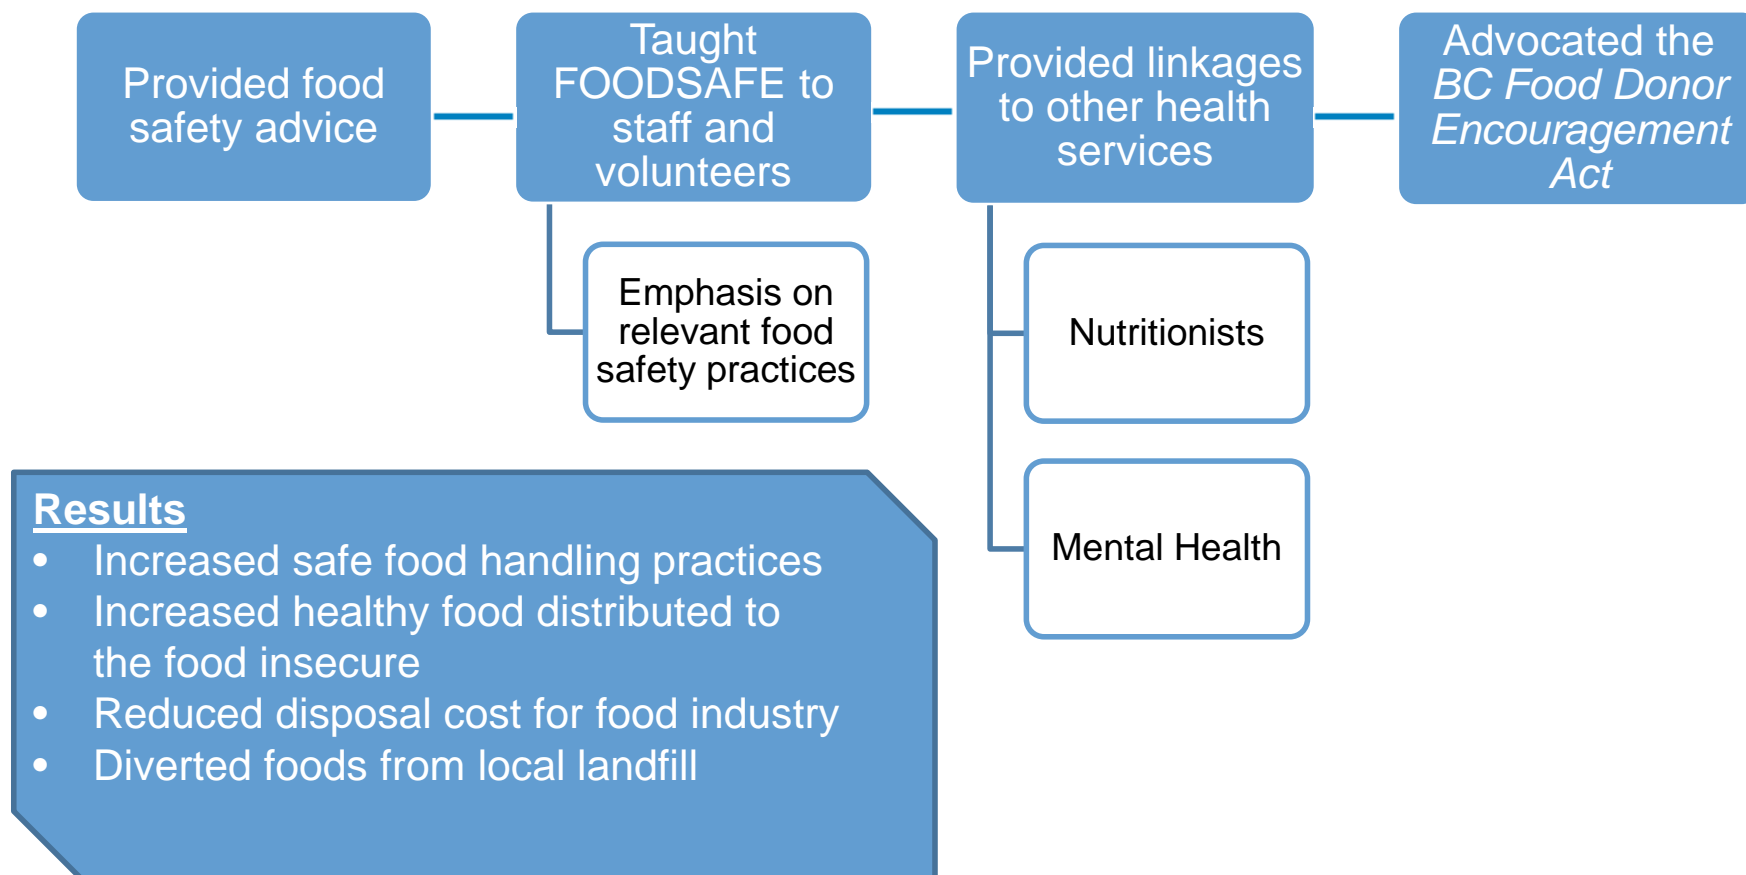 Provided food
safety advice
Taught
FOODSAFE to
staff and
volunteers
Emphasis on
relevant food
safety practices
Provided linkages
to other health
services
Nutritionists
Mental Health
Advocated the
BC Food Donor
Encouragement
Act
Results
• Increased safe food handling practices
• Increased healthy food distributed to
the food insecure
• Reduced disposal cost for food industry
• Diverted foods from local landfill